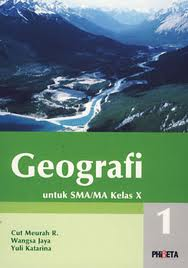 Geografi
untuk SMA/MA Kelas X
Cut Meurah R.
Wangsa Jaya
Yuli Katarina
1
PHIBETA